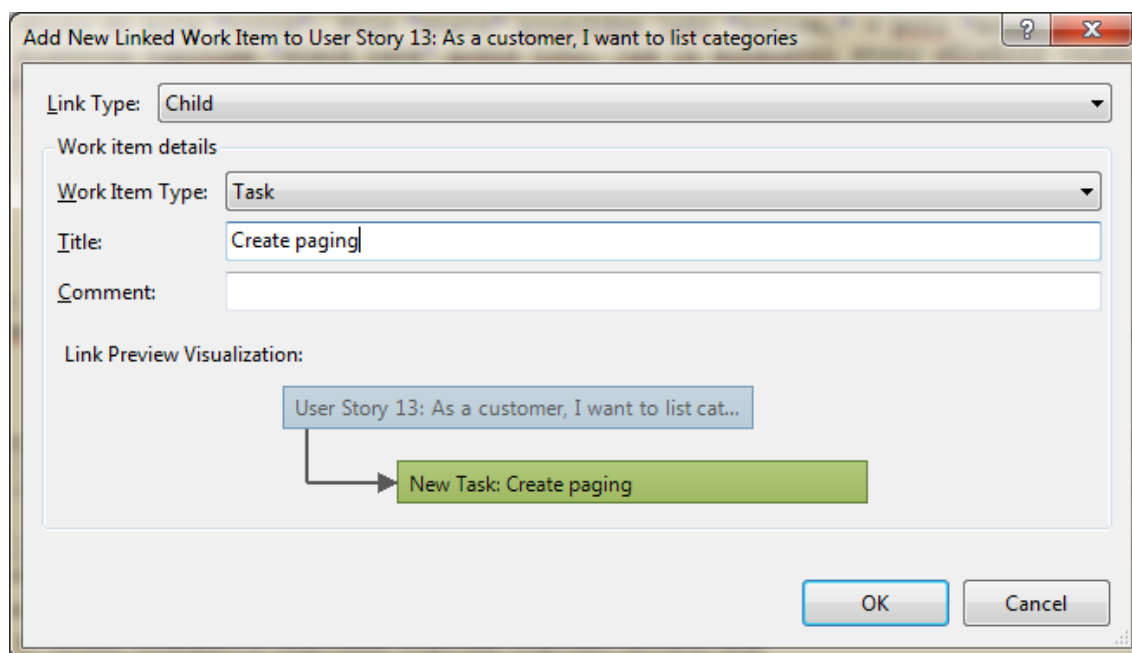 Add New Linked Work Item to User Story 13: As a customer, I want to list categories
Link Type: Child
Work item details
Work Item Type: Task
Title: Create paging
Comment:
Link Preview Visualization:
User Story 13: As a customer, I want to list cat...
New Task: Create paging
OK Cancel